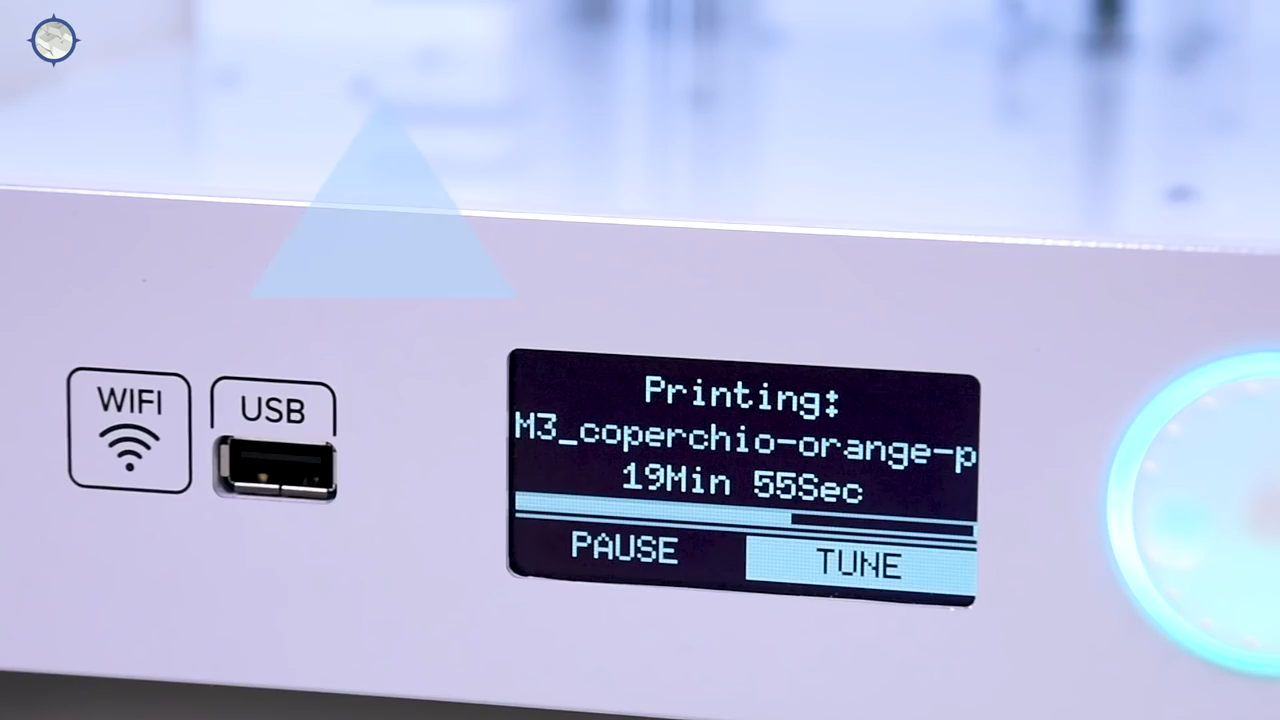 WIFI
USB
Printing:
M3_coperchio-orange-p
19Min 55Sec
PAUSE
TUNE